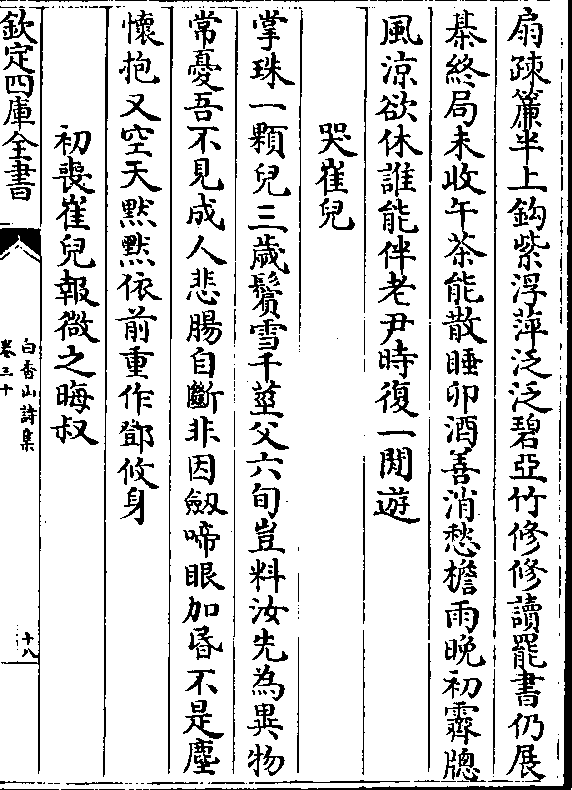 扇疎簾半上鉤紫浮萍泛泛碧亞竹修修讀罷書仍展
棊終局未收午茶能散睡卯酒善消愁檐雨晚初霽牎
風涼欲休誰能伴老尹時復一閒遊
哭崔兒
掌珠一顆兒三歲鬢雪千莖父六旬豈料汝先為異物
常憂吾不見成人悲腸自斷非因劔啼眼加昬不是塵
懷抱又空天黙黙依前重作鄧攸身
初喪崔兒報微之晦叔
欽定四庫全書
白香山詩集
卷三十
十八